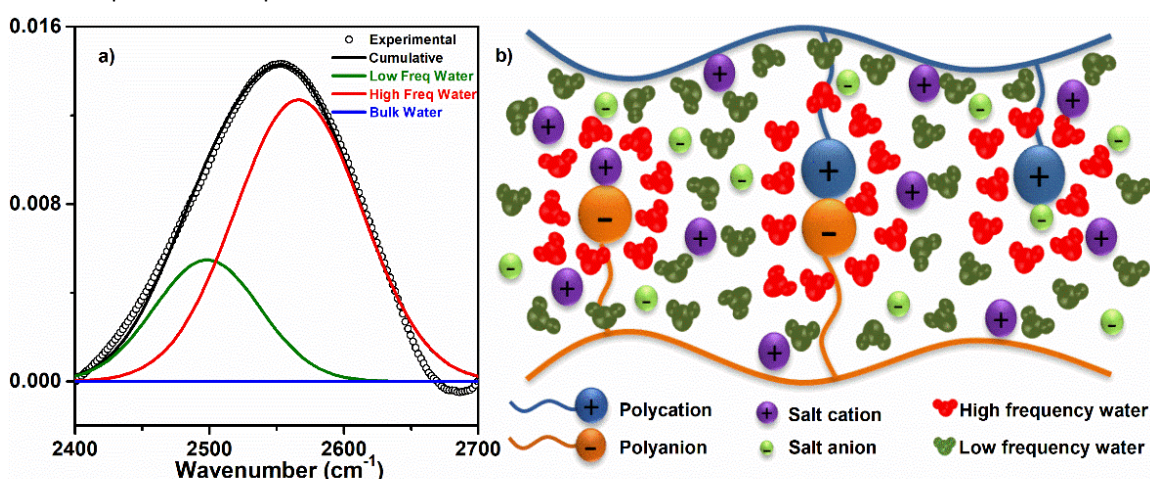 0.016
0.008
0.000
2400
2500
2600
2700
Wavenumber (cm⁻¹)
a)
Experimental
Cumulative
Low Freq Water
High Freq Water
Bulk Water
b)
+
+
+
+
+
+
+
+
+
+
+
+
-
-
-
-
-
-
-
-
-
-
-
-
Polycation
Salt cation
High frequency water
Polyanion
Salt anion
Low frequency water